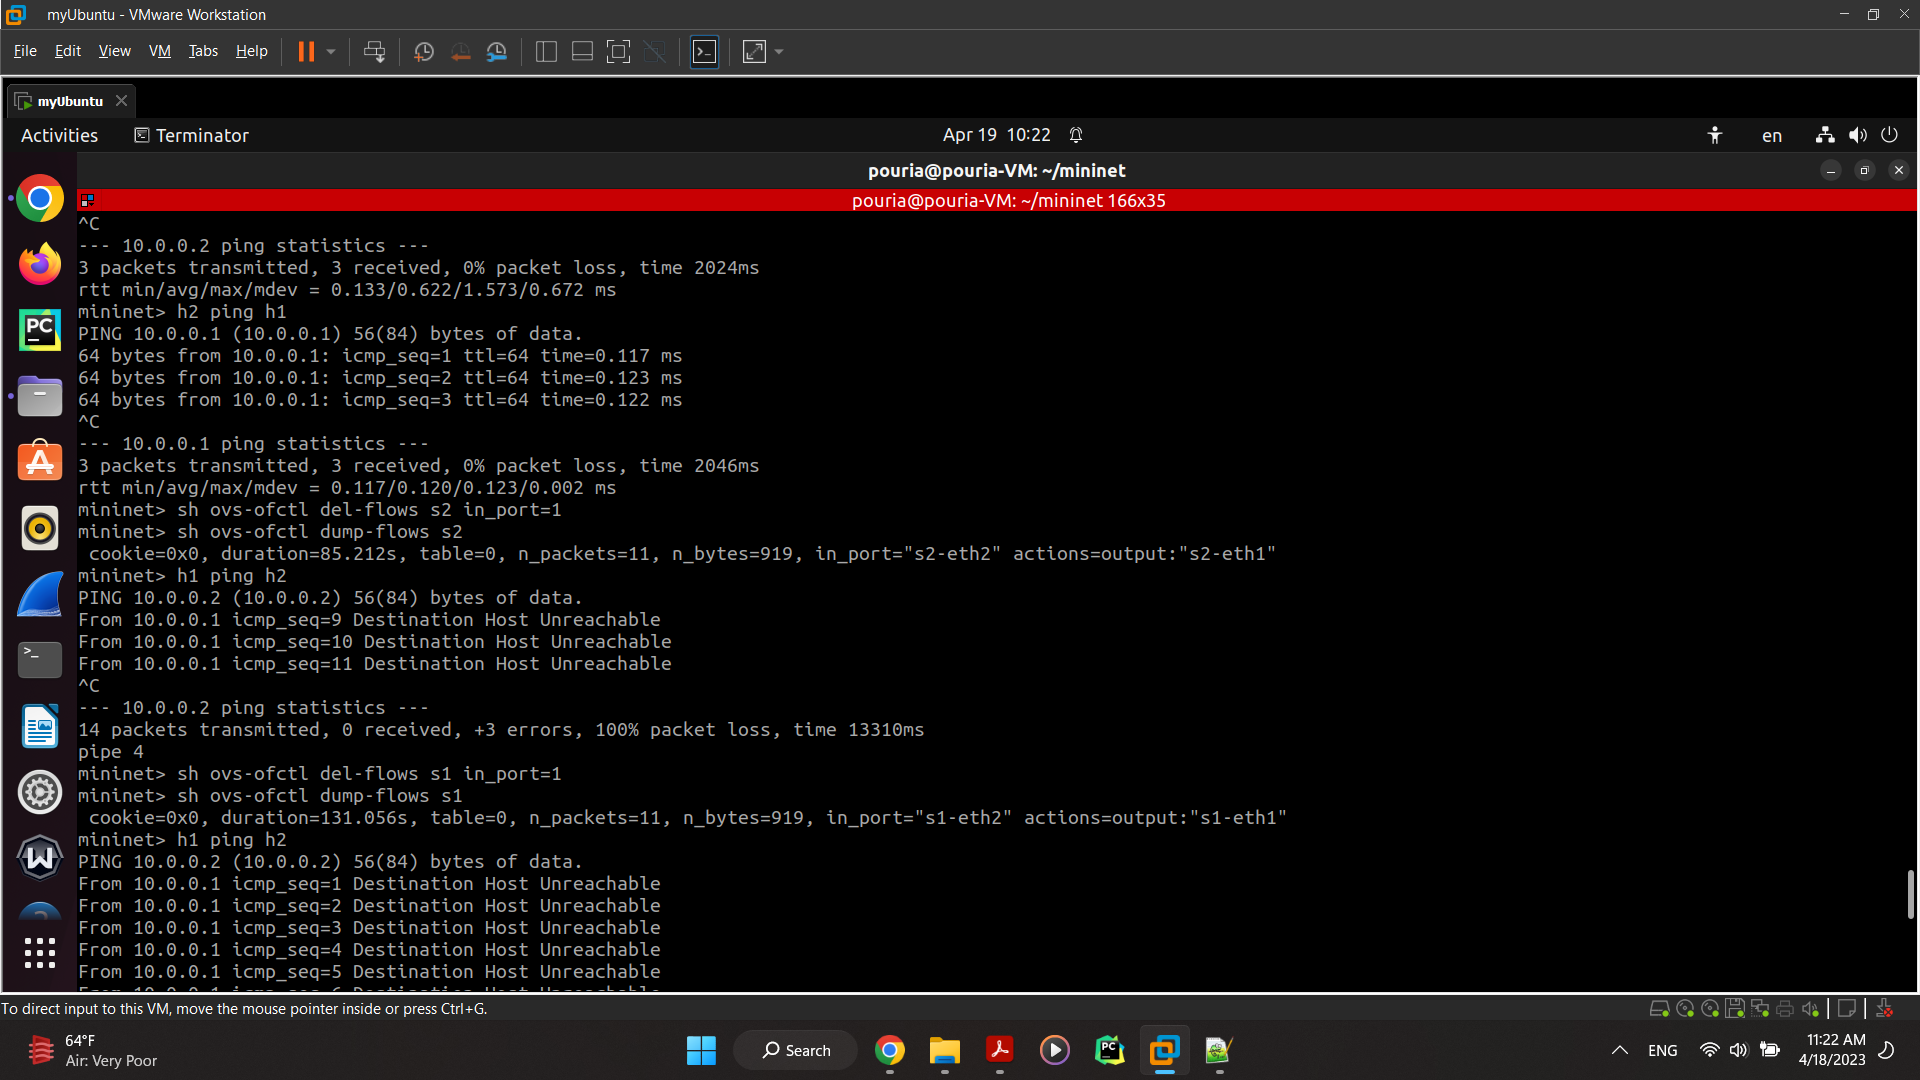 myUbuntu - VMware Workstation
File Edit View VM Tabs Help
myUbuntu
Activities Terminator Apr 19 10:22 en
pouria@pouria-VM: ~/mininet
pouria@pouria-VM: ~/mininet 166x35
^C
--- 10.0.0.2 ping statistics ---
3 packets transmitted, 3 received, 0% packet loss, time 2024ms
rtt min/avg/max/mdev = 0.133/0.622/1.573/0.672 ms
mininet> h2 ping h1
PING 10.0.0.1 (10.0.0.1) 56(84) bytes of data.
64 bytes from 10.0.0.1: icmp_seq=1 ttl=64 time=0.117 ms
64 bytes from 10.0.0.1: icmp_seq=2 ttl=64 time=0.123 ms
64 bytes from 10.0.0.1: icmp_seq=3 ttl=64 time=0.122 ms
^C
--- 10.0.0.1 ping statistics ---
3 packets transmitted, 3 received, 0% packet loss, time 2046ms
rtt min/avg/max/mdev = 0.117/0.120/0.123/0.002 ms
mininet> sh ovs-ofctl del-flows s2 in_port=1
mininet> sh ovs-ofctl dump-flows s2
 cookie=0x0, duration=85.212s, table=0, n_packets=11, n_bytes=919, in_port="s2-eth2" actions=output:"s2-eth1"
mininet> h1 ping h2
PING 10.0.0.2 (10.0.0.2) 56(84) bytes of data.
From 10.0.0.1 icmp_seq=9 Destination Host Unreachable
From 10.0.0.1 icmp_seq=10 Destination Host Unreachable
From 10.0.0.1 icmp_seq=11 Destination Host Unreachable
^C
--- 10.0.0.2 ping statistics ---
14 packets transmitted, 0 received, +3 errors, 100% packet loss, time 13310ms
pipe 4
mininet> sh ovs-ofctl del-flows s1 in_port=1
mininet> sh ovs-ofctl dump-flows s1
 cookie=0x0, duration=131.056s, table=0, n_packets=11, n_bytes=919, in_port="s1-eth2" actions=output:"s1-eth1"
mininet> h1 ping h2
PING 10.0.0.2 (10.0.0.2) 56(84) bytes of data.
From 10.0.0.1 icmp_seq=1 Destination Host Unreachable
From 10.0.0.1 icmp_seq=2 Destination Host Unreachable
From 10.0.0.1 icmp_seq=3 Destination Host Unreachable
From 10.0.0.1 icmp_seq=4 Destination Host Unreachable
From 10.0.0.1 icmp_seq=5 Destination Host Unreachable
To direct input to this VM, move the mouse pointer inside or press Ctrl+G.
64°F
Air: Very Poor
Search
ENG
11:22 AM
4/18/2023